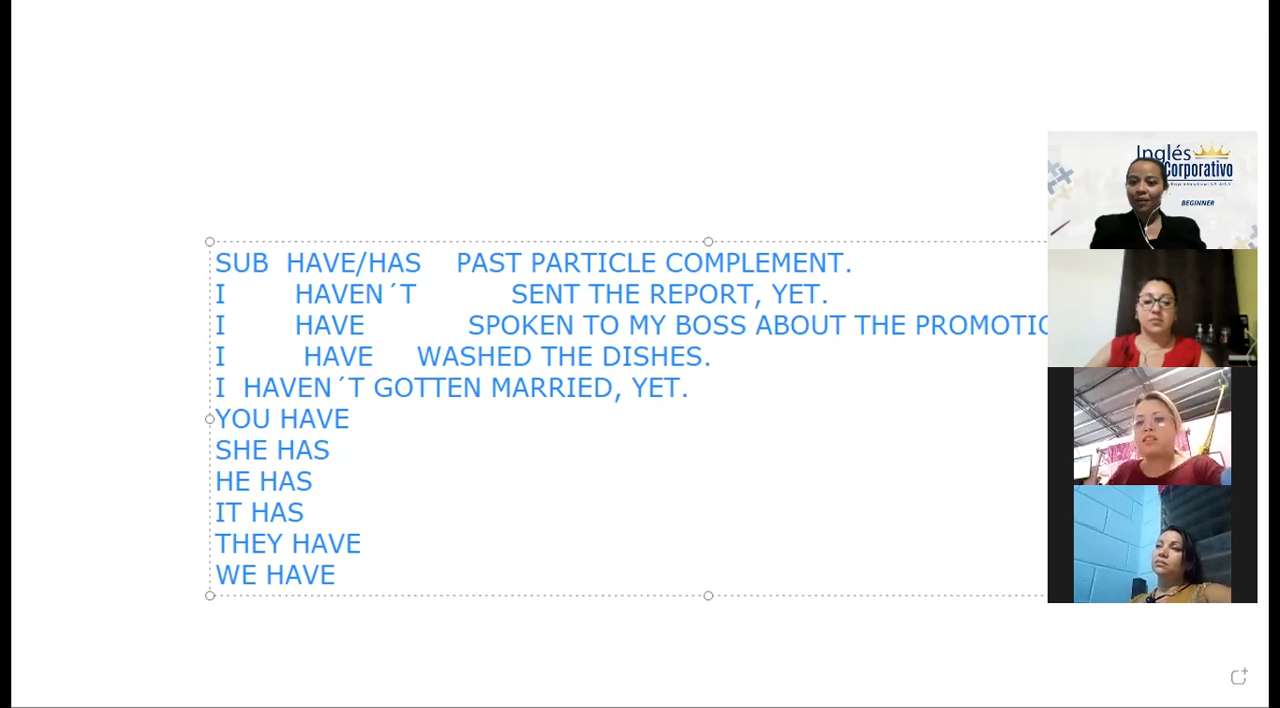 SUB HAVE/HAS PAST PARTICLE COMPLEMENT.
I HAVEN´T SENT THE REPORT, YET.
I HAVE SPOKEN TO MY BOSS ABOUT THE PROMOTIO
I HAVE WASHED THE DISHES.
I HAVEN´T GOTTEN MARRIED, YET.
YOU HAVE
SHE HAS
HE HAS
IT HAS
THEY HAVE
WE HAVE
Inglés
Corporativo
BEGINNER